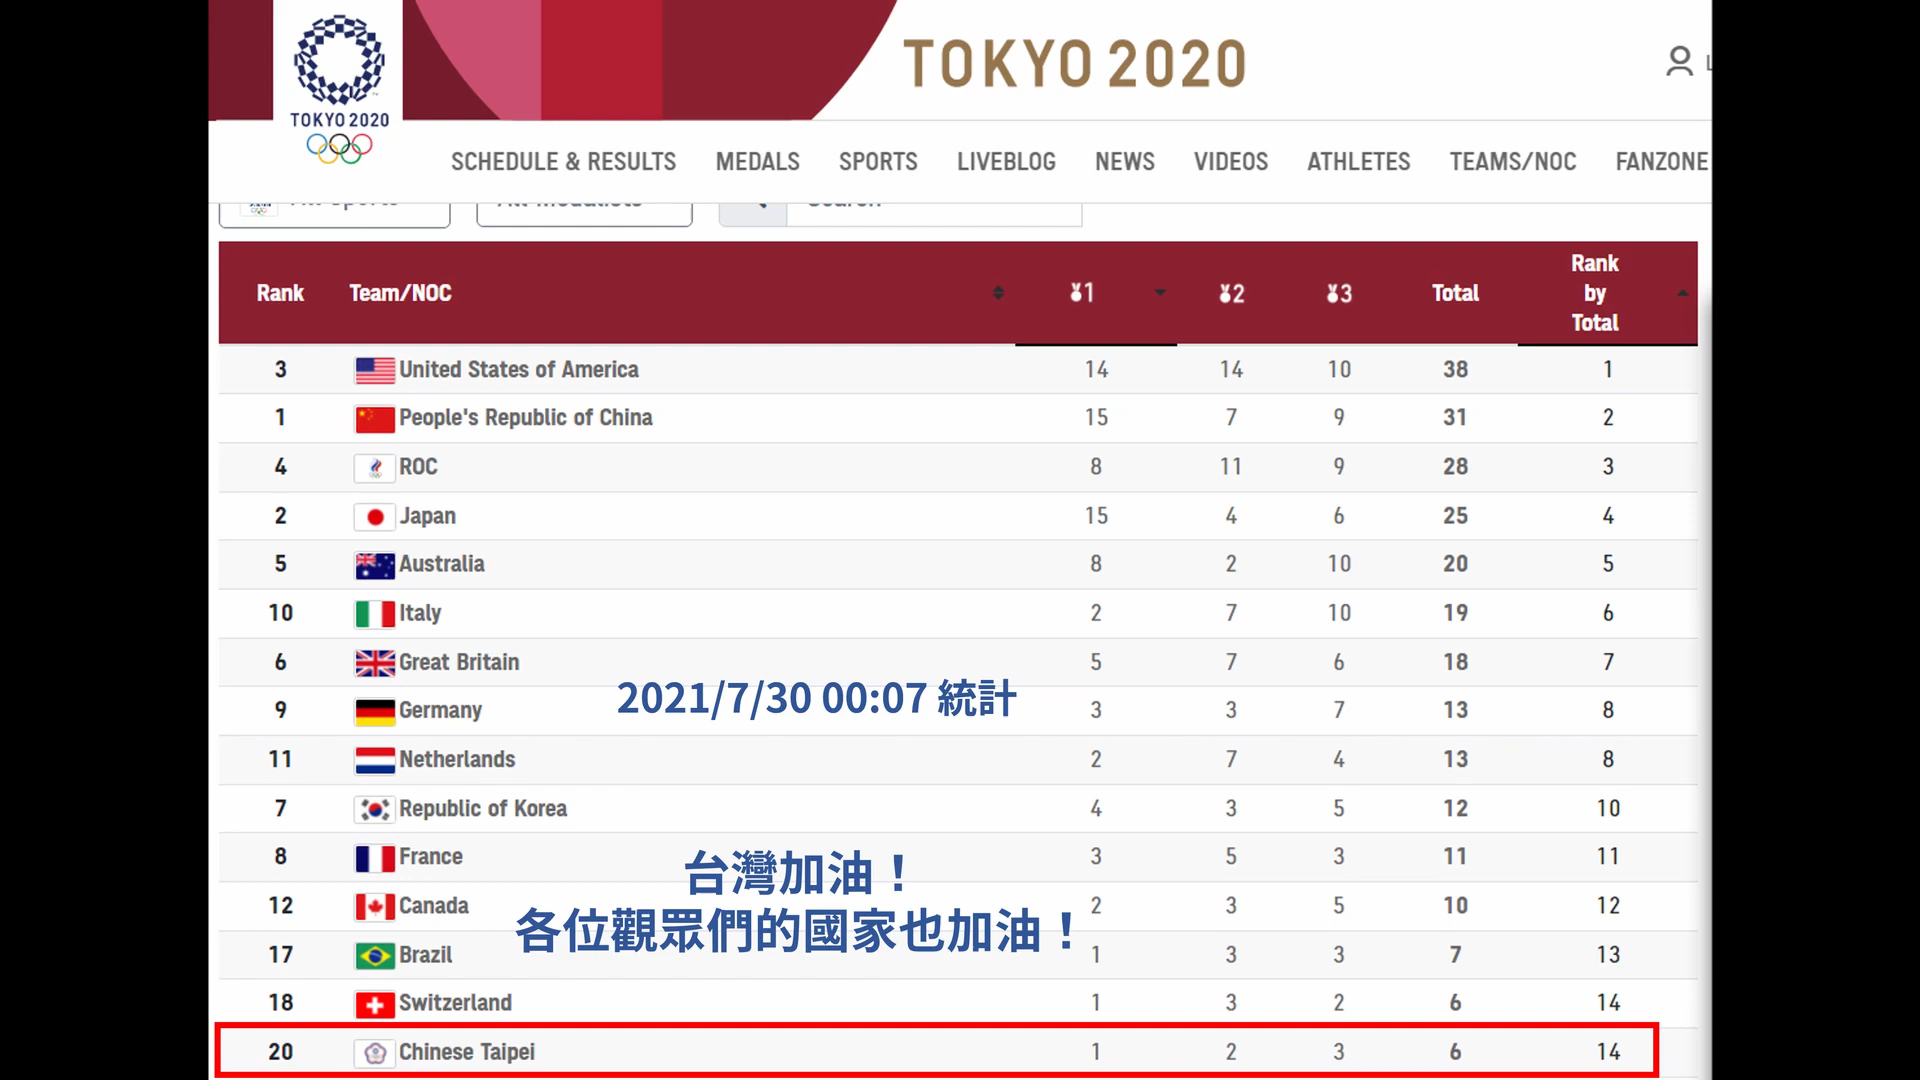 TOKYO 2020
TOKYO 2020
SCHEDULE & RESULTS MEDALS SPORTS LIVEBLOG NEWS VIDEOS ATHLETES TEAMS/NOC FANZONE
Rank Team/NOC 1 2 3 Total Rank by Total
3 United States of America 14 14 10 38 1
1 People's Republic of China 15 7 9 31 2
4 ROC 8 11 9 28 3
2 Japan 15 4 6 25 4
5 Australia 8 2 10 20 5
10 Italy 2 7 10 19 6
6 Great Britain 5 7 6 18 7
2021/7/30 00:07 統計
9 Germany 3 3 7 13 8
11 Netherlands 2 7 4 13 8
7 Republic of Korea 4 3 5 12 10
8 France 3 5 3 11 11
台灣加油！
12 Canada 2 3 5 10 12
各位觀眾們的國家也加油！
17 Brazil 1 3 3 7 13
18 Switzerland 1 3 2 6 14
20 Chinese Taipei 1 2 3 6 14